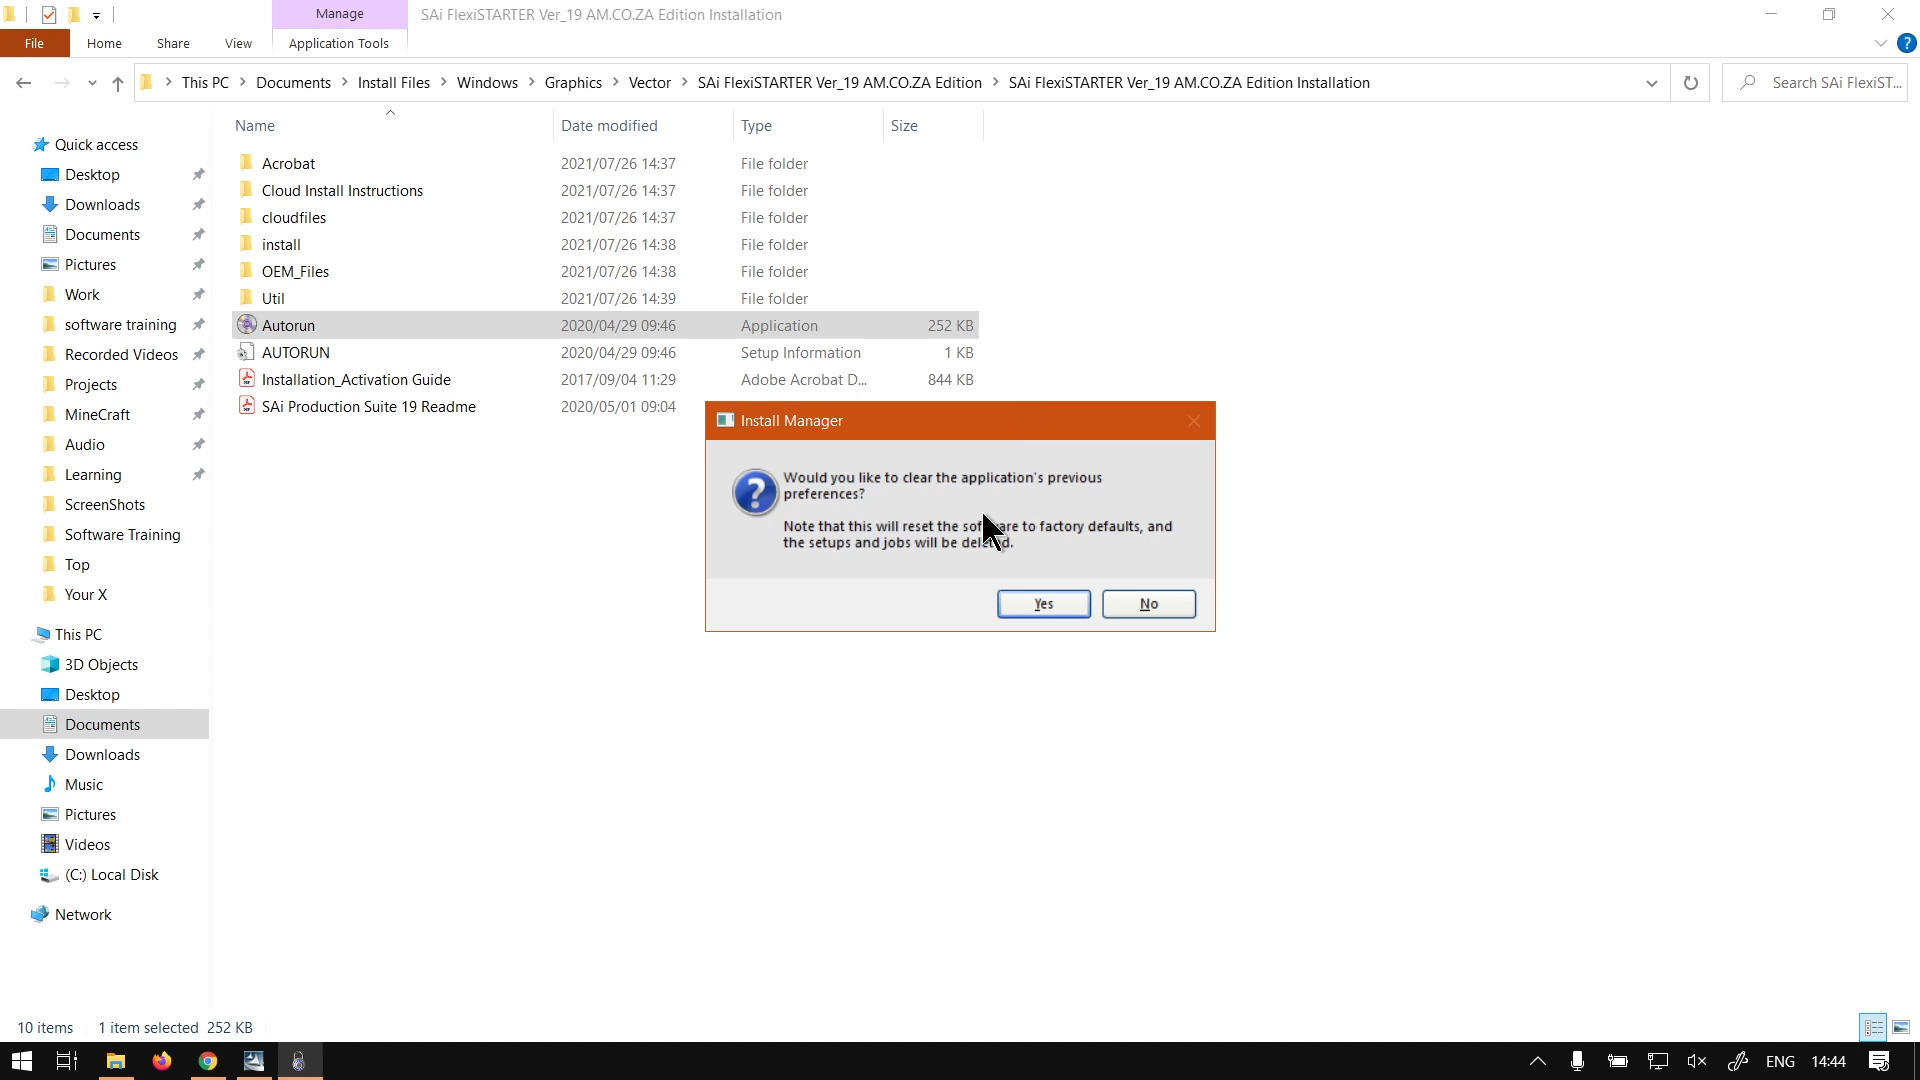 Manage
SAi FlexiSTARTER Ver_19 AM.CO.ZA Edition Installation
File
Home
Share
View
Application Tools
This PC
Documents
Install Files
Windows
Graphics
Vector
SAi FlexiSTARTER Ver_19 AM.CO.ZA Edition
SAi FlexiSTARTER Ver_19 AM.CO.ZA Edition Installation
Search SAi FlexiST...
Name Date modified Type Size
Quick access
Desktop
Downloads
Documents
Pictures
Work
software training
Recorded Videos
Projects
MineCraft
Audio
Learning
ScreenShots
Software Training
Top
Your X
This PC
3D Objects
Desktop
Documents
Downloads
Music
Pictures
Videos
(C:) Local Disk
Network
Acrobat 2021/07/26 14:37 File folder
Cloud Install Instructions 2021/07/26 14:37 File folder
cloudfiles 2021/07/26 14:37 File folder
install 2021/07/26 14:38 File folder
OEM_Files 2021/07/26 14:38 File folder
Util 2021/07/26 14:39 File folder
Autorun 2020/04/29 09:46 Application 252 KB
AUTORUN 2020/04/29 09:46 Setup Information 1 KB
Installation_Activation Guide 2017/09/04 11:29 Adobe Acrobat D... 844 KB
SAi Production Suite 19 Readme 2020/05/01 09:04
Install Manager
Would you like to clear the application's previous
preferences?
Note that this will reset the software to factory defaults, and
the setups and jobs will be deleted.
Yes
No
10 items 1 item selected 252 KB
ENG 14:44